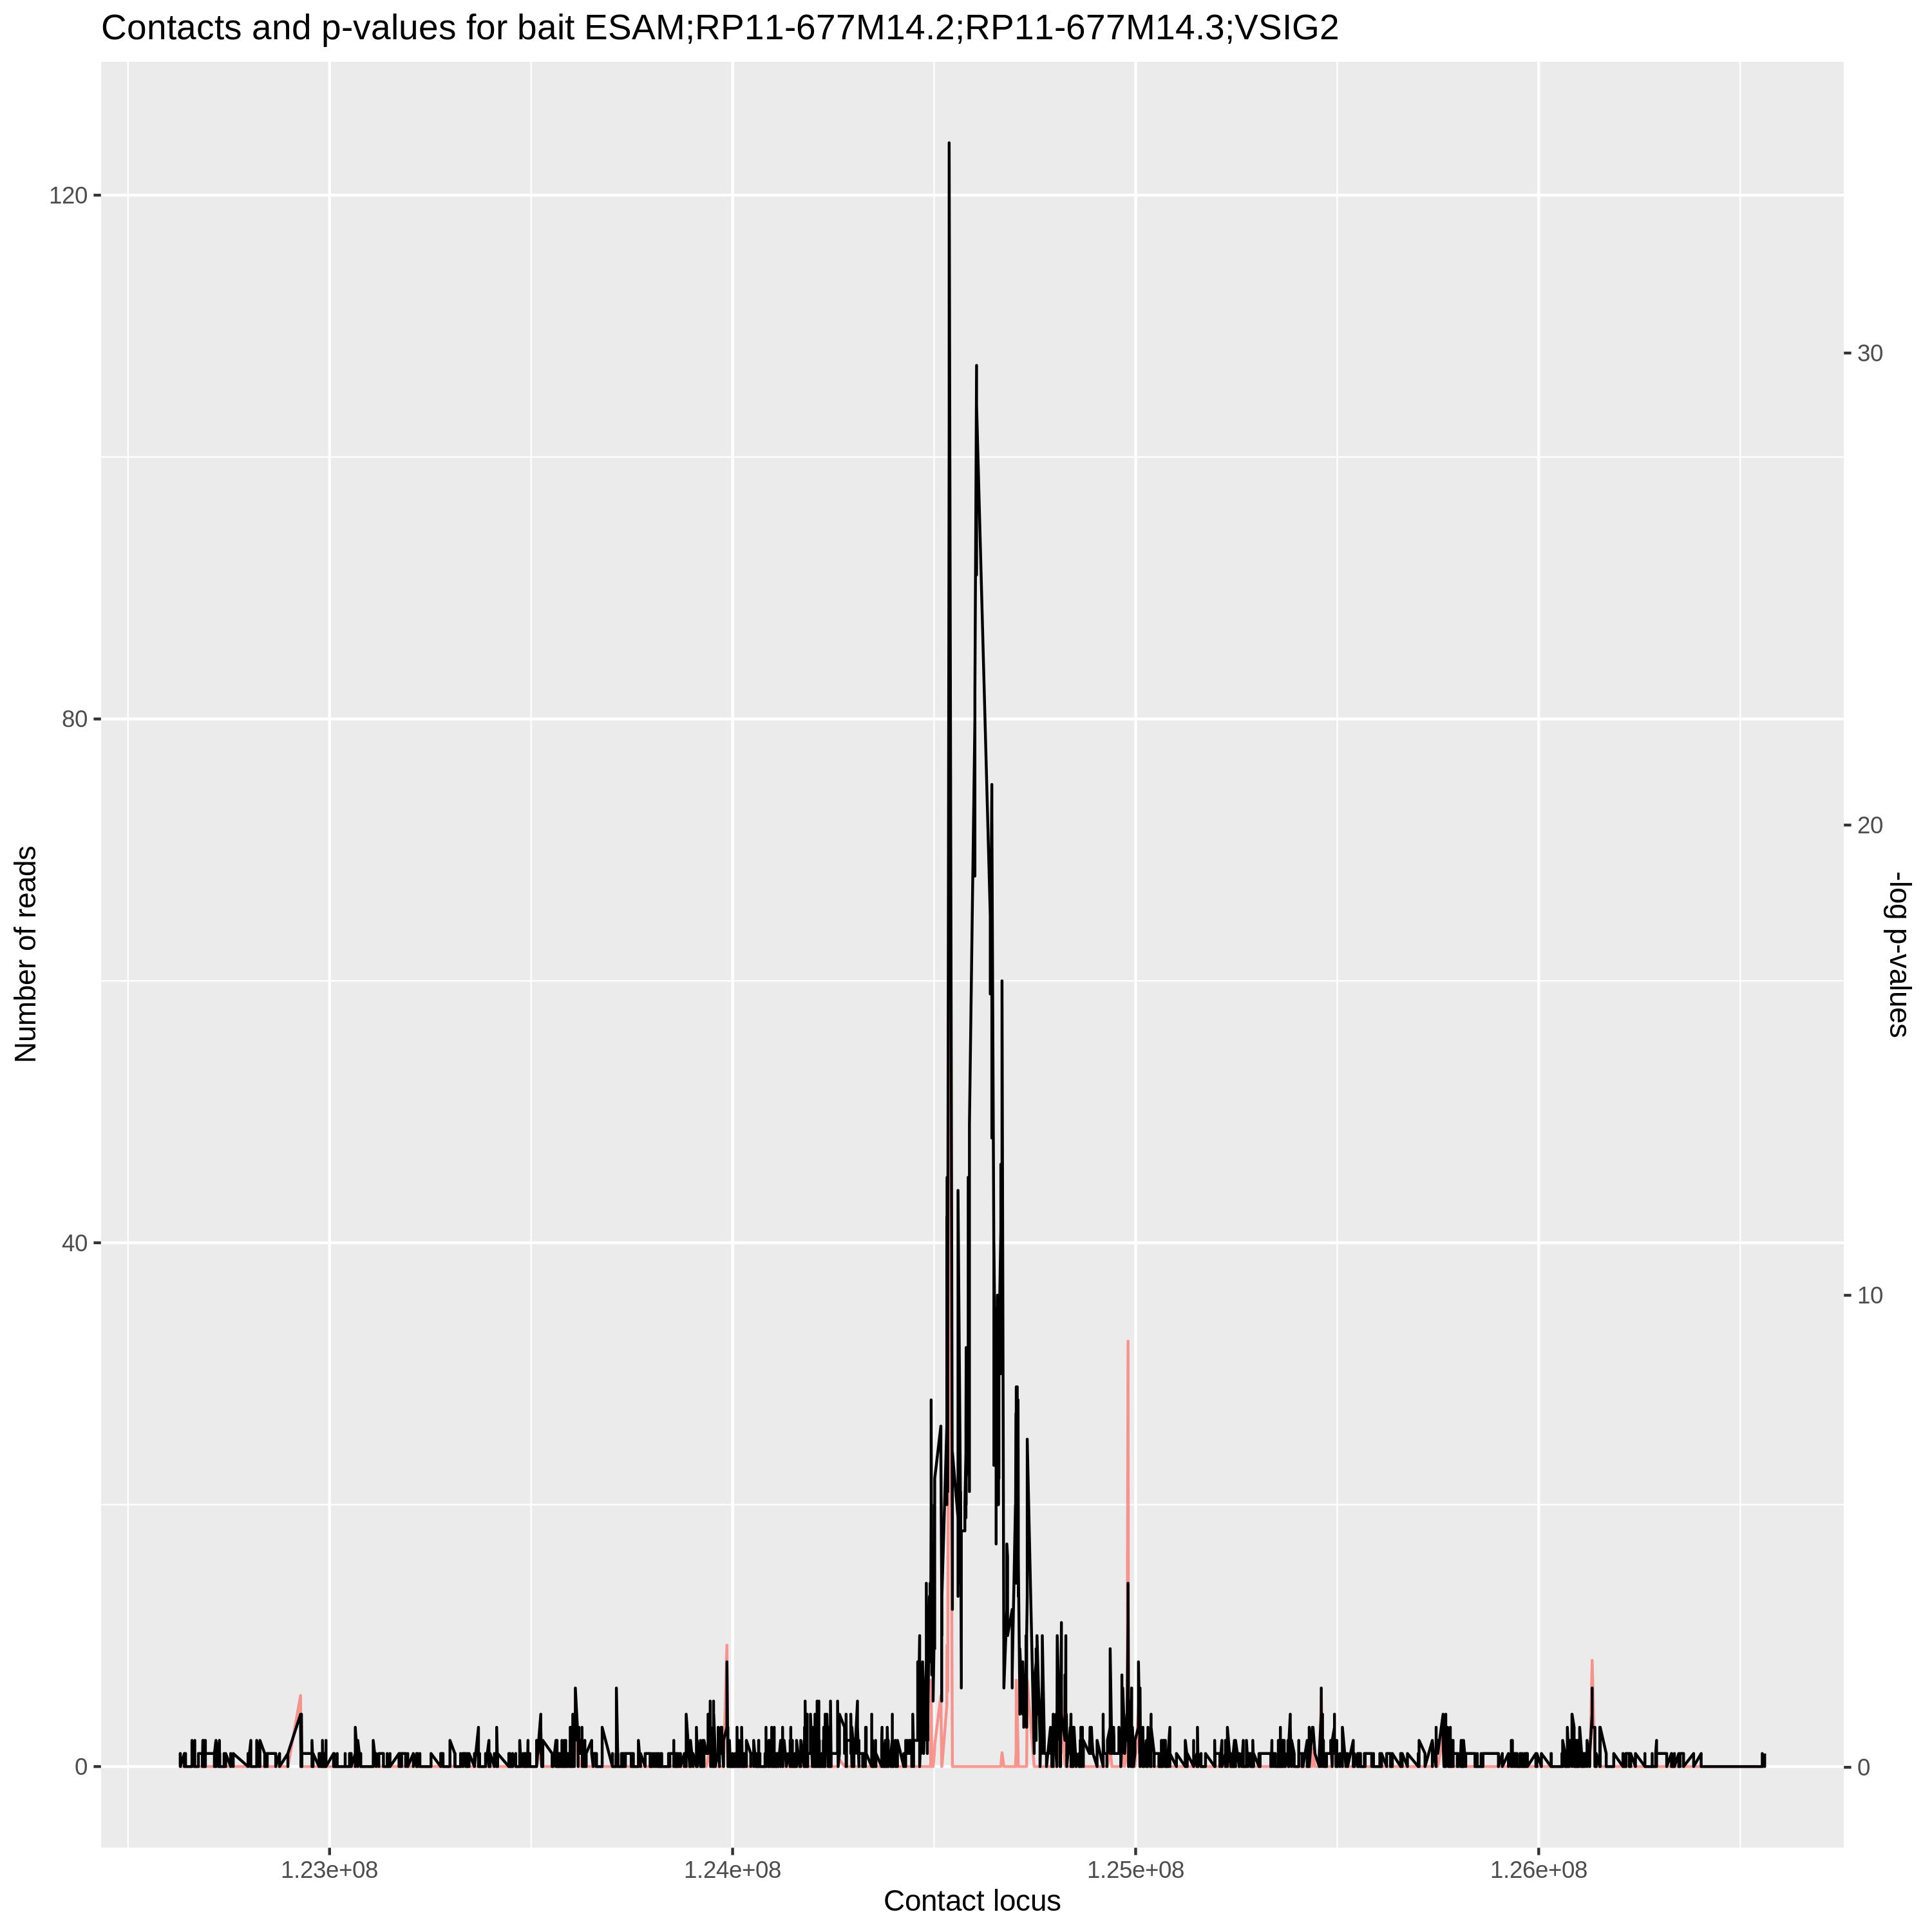 Contacts and p-values for bait ESAM;RP11-677M14.2;RP11-677M14.3;VSIG2
120
80
40
0
Number of reads
30
20
10
0
-log p-values
1.23e+08
1.24e+08
1.25e+08
1.26e+08
Contact locus